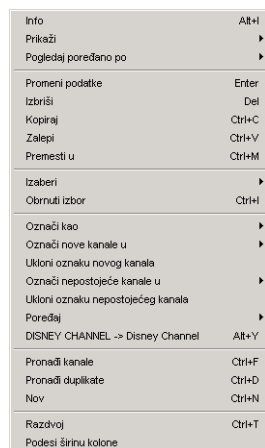 Info Alt+I
Prikaži
Pogledaj poređano po
Promeni podatke Enter
Izbriši Del
Kopiraj Ctrl+C
Zalepi Ctrl+V
Premesti u Ctrl+M
Izaberi
Obrnuti izbor Ctrl+I
Označi kao
Označi nove kanale u
Ukloni oznaku novog kanala
Označi nepostojeće kanale u
Ukloni oznaku nepostojećeg kanala
Poređaj
DISNEY CHANNEL -> Disney Channel Alt+Y
Pronađi kanale Ctrl+F
Pronađi duplikate Ctrl+D
Nov Ctrl+N
Razdvoj Ctrl+T
Podesi širinu kolone